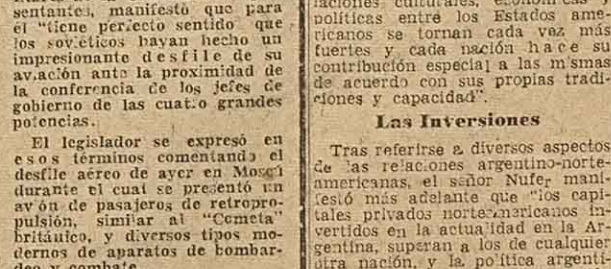 sentantes, manifestó que para
él "tiene perfecto sentido que
los soviéticos hayan hecho un
impresionante desfile de su
aviación ante la proximidad de
la conferencia de los jefes de
gobierno de las cuatro grandes
potencias.
El legislador se expresó en
esos términos comentando el
desfile aéreo de ayer en Moscú
durante el cual se presentó un
avión de pasajeros de retropro-
pulsión, similar al "Cometa"
británico, y diversos tipos mo-
dernos de aparatos de bombar-
deo y combate.
laciones culturales, económicas
políticas entre los Estados ame-
ricanos se tornan cada vez más
fuertes y cada nación hace su
contribución especial a las mismas
de acuerdo con sus propias tradi-
ciones y capacidad".
Las Inversiones
Tras referirse a diversos aspectos
de las relaciones argentino-norte-
americanas, el señor Nufer mani-
festó más adelante que "los capi-
tales privados norteamericanos in-
vertidos en la actualidad en la Ar-
gentina, superan a los de cualquier
otra nación, y la política argenti-